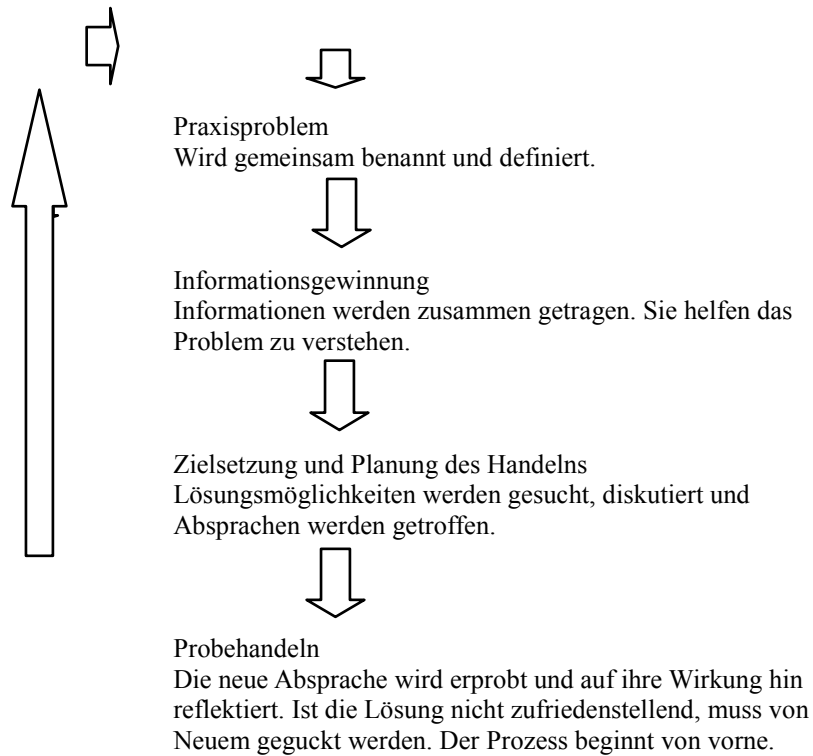 Praxisproblem
Wird gemeinsam benannt und definiert.
Informationsgewinnung
Informationen werden zusammen getragen. Sie helfen das
Problem zu verstehen.
Zielsetzung und Planung des Handelns
Lösungsmöglichkeiten werden gesucht, diskutiert und
Absprachen werden getroffen.
Probehandeln
Die neue Absprache wird erprobt und auf ihre Wirkung hin
reflektiert. Ist die Lösung nicht zufriedenstellend, muss von
Neuem geguckt werden. Der Prozess beginnt von vorne.